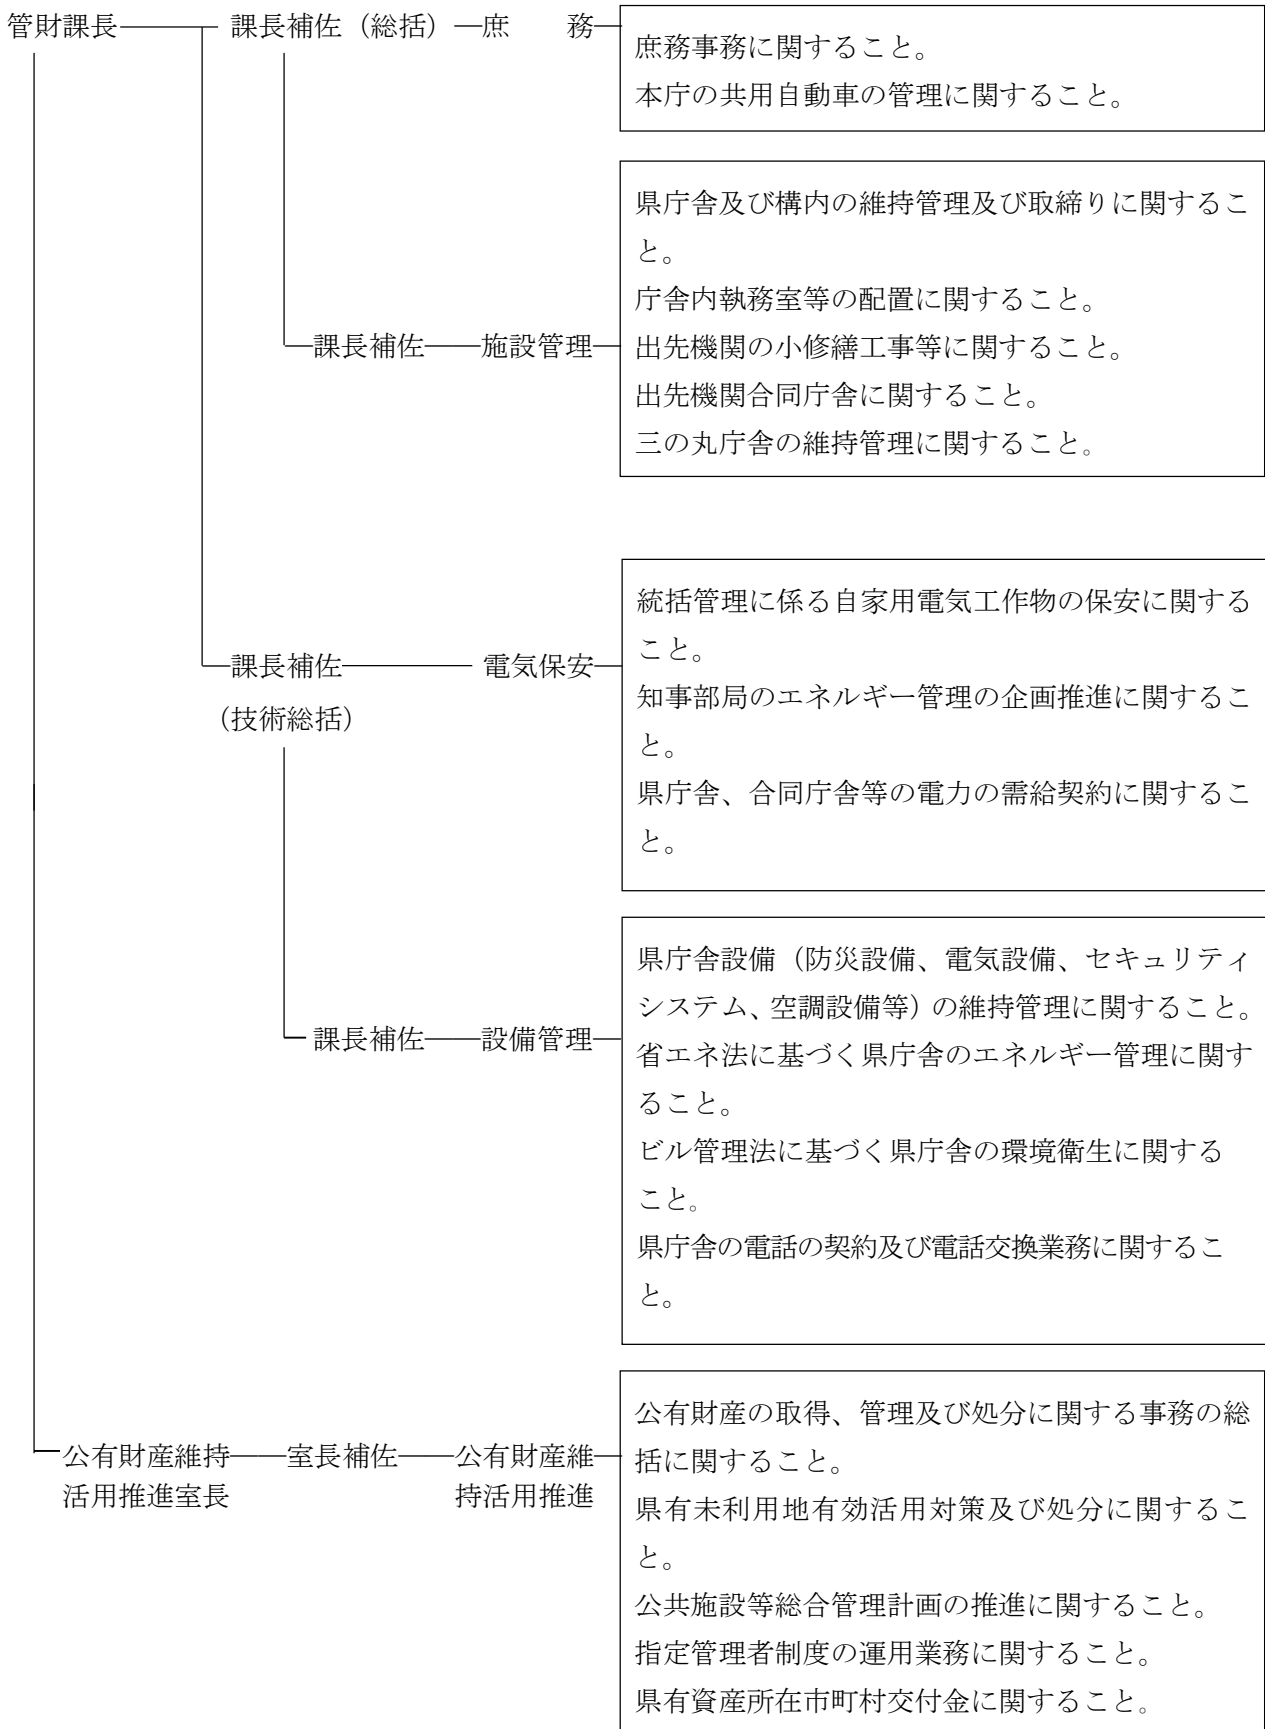 管財課長 課長補佐（総括） 庶　　務
庶務事務に関すること。
本庁の共用自動車の管理に関すること。
県庁舎及び構内の維持管理及び取締りに関するこ
と。
庁舎内執務室等の配置に関すること。
課長補佐 施設管理 出先機関の小修繕工事等に関すること。
出先機関合同庁舎に関すること。
三の丸庁舎の維持管理に関すること。
統括管理に係る自家用電気工作物の保安に関する
こと。
課長補佐 電気保安
（技術総括）
知事部局のエネルギー管理の企画推進に関するこ
と。
県庁舎、合同庁舎等の電力の需給契約に関するこ
と。
県庁舎設備（防災設備、電気設備、セキュリティ
システム、空調設備等）の維持管理に関すること。
課長補佐 設備管理
省エネ法に基づく県庁舎のエネルギー管理に関す
ること。
ビル管理法に基づく県庁舎の環境衛生に関する
こと。
県庁舎の電話の契約及び電話交換業務に関するこ
と。
公有財産維持 室長補佐 公有財産維
活用推進室長 持活用推進
公有財産の取得、管理及び処分に関する事務の総
括に関すること。
県有未利用地有効活用対策及び処分に関するこ
と。
公共施設等総合管理計画の推進に関すること。
指定管理者制度の運用業務に関すること。
県有資産所在市町村交付金に関すること。